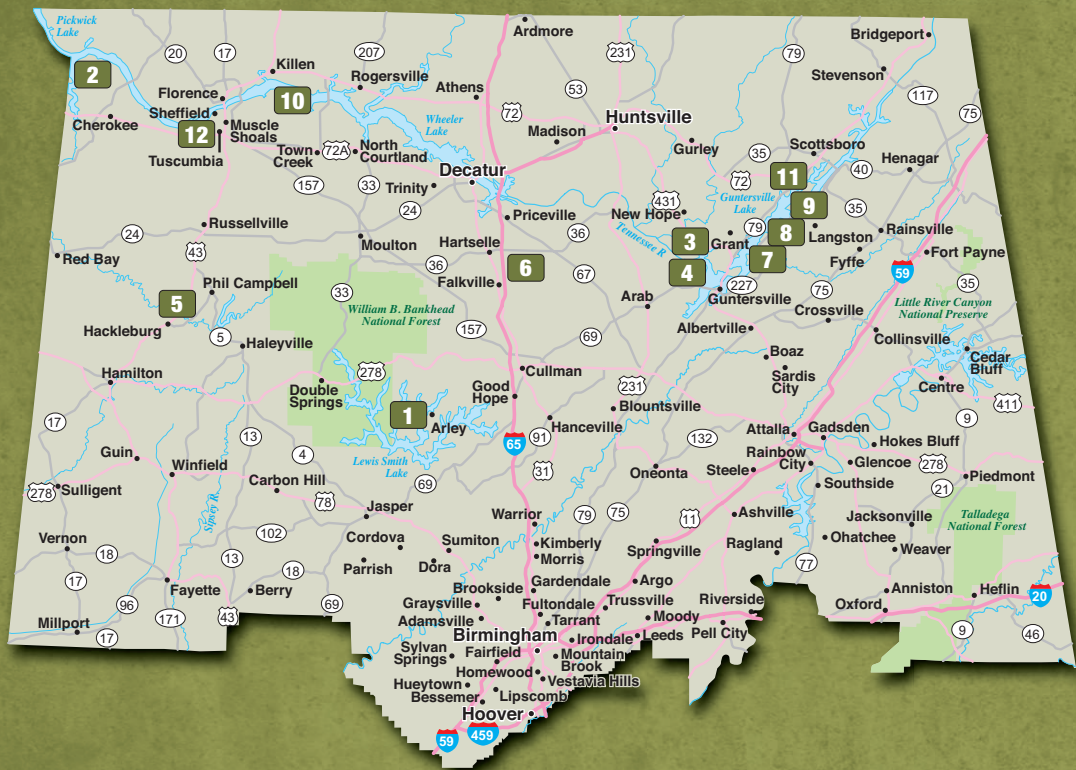 Pickwick
Lake
Ardmore
231
Bridgeport
20
17
207
79
Killen
Stevenson
2
Rogersville
Florence
10
Athens
53
117
Sheffield
72
75
Cherokee
12
Muscle
Shoals
Wheeler
Lake
Madison
Huntsville
Tuscumbia
Town
Creek
72A
North
Courtland
Gurley
35
Scottsboro
Henagar
Decatur
40
157
33
Trinity
72
11
24
431
Guntersville
Lake
9
35
Russellville
Priceville
New Hope
79
8
Rainsville
24
43
Moulton
Hartselle
36
Tennessee R
3
Grant
Langston
Red Bay
36
6
67
4
7
Fyffe
59
Fort Payne
Falkville
227
75
35
Phil Campbell
33
William B. Bankhead
National Forest
Arab
Guntersville
Crossville
Little River Canyon
National Preserve
5
157
69
Albertville
Hackleburg
5
Haleyville
Collinsville
Boaz
Cedar
Bluff
Hamilton
278
Cullman
231
Sardis
City
Centre
Double
Springs
Good
Hope
411
1
Arley
Blountsville
17
91
Hanceville
9
13
65
132
Attalla
Gadsden
Guin
4
Lewis Smith
Lake
Hokes Bluff
Winfield
31
Oneonta
Steele
Rainbow
City
Glencoe
278
Piedmont
278
Sulligent
Carbon Hill
69
Southside
21
78
Sipsey R.
Jasper
Warrior
79
75
11
Ashville
Jacksonville
Talladega
National Forest
Vernon
102
Cordova
Sumiton
Kimberly
Morris
Springville
Ragland
Ohatchee
Weaver
18
13
Parrish
Dora
77
17
18
Gardendale
Argo
Anniston
Heflin
20
Fayette
Berry
Brookside
96
69
Graysville
Fultondale
Trussville
Riverside
Oxford
Millport
171
43
Adamsville
Tarrant
Moody
9
46
17
Birmingham
Irondale
Leeds
Pell City
Sylvan
Springs
Fairfield
Mountain
Brook
Homewood
Vestavia Hills
Hueytown
Bessemer
Lipscomb
Hoover
59
459